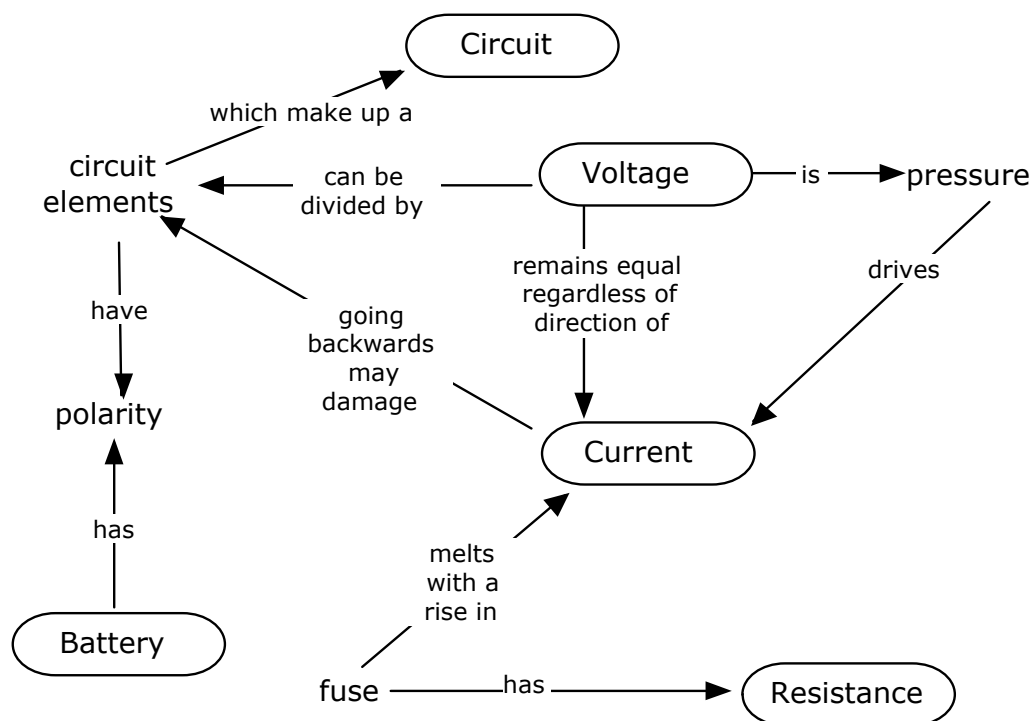 Circuit
which make up a
circuit
elements
can be
divided by
Voltage
is
pressure
remains equal
regardless of
direction of
drives
have
going
backwards
may
damage
polarity
Current
has
melts
with a
rise in
Battery
fuse
has
Resistance